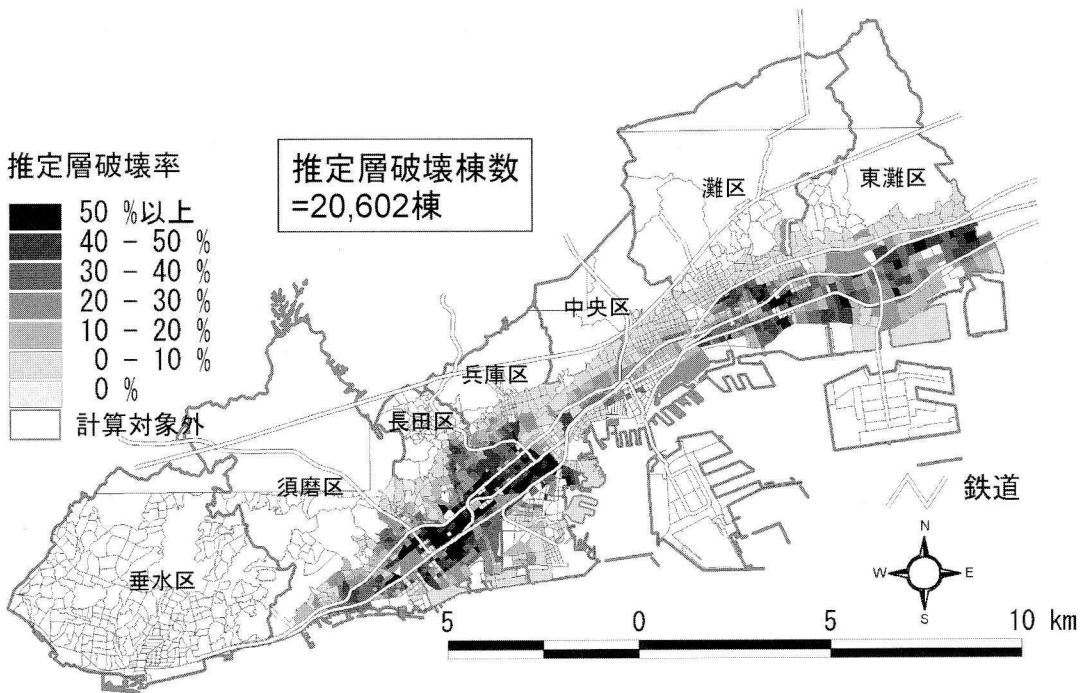 推定層破壊率
50 %以上
40 - 50 %
30 - 40 %
20 - 30 %
10 - 20 %
0 - 10 %
0 %
計算対象外
推定層破壊棟数
=20,602棟
東灘区
灘区
中央区
兵庫区
長田区
須磨区
垂水区
鉄道
N
W E
S
5 0 5 10 km